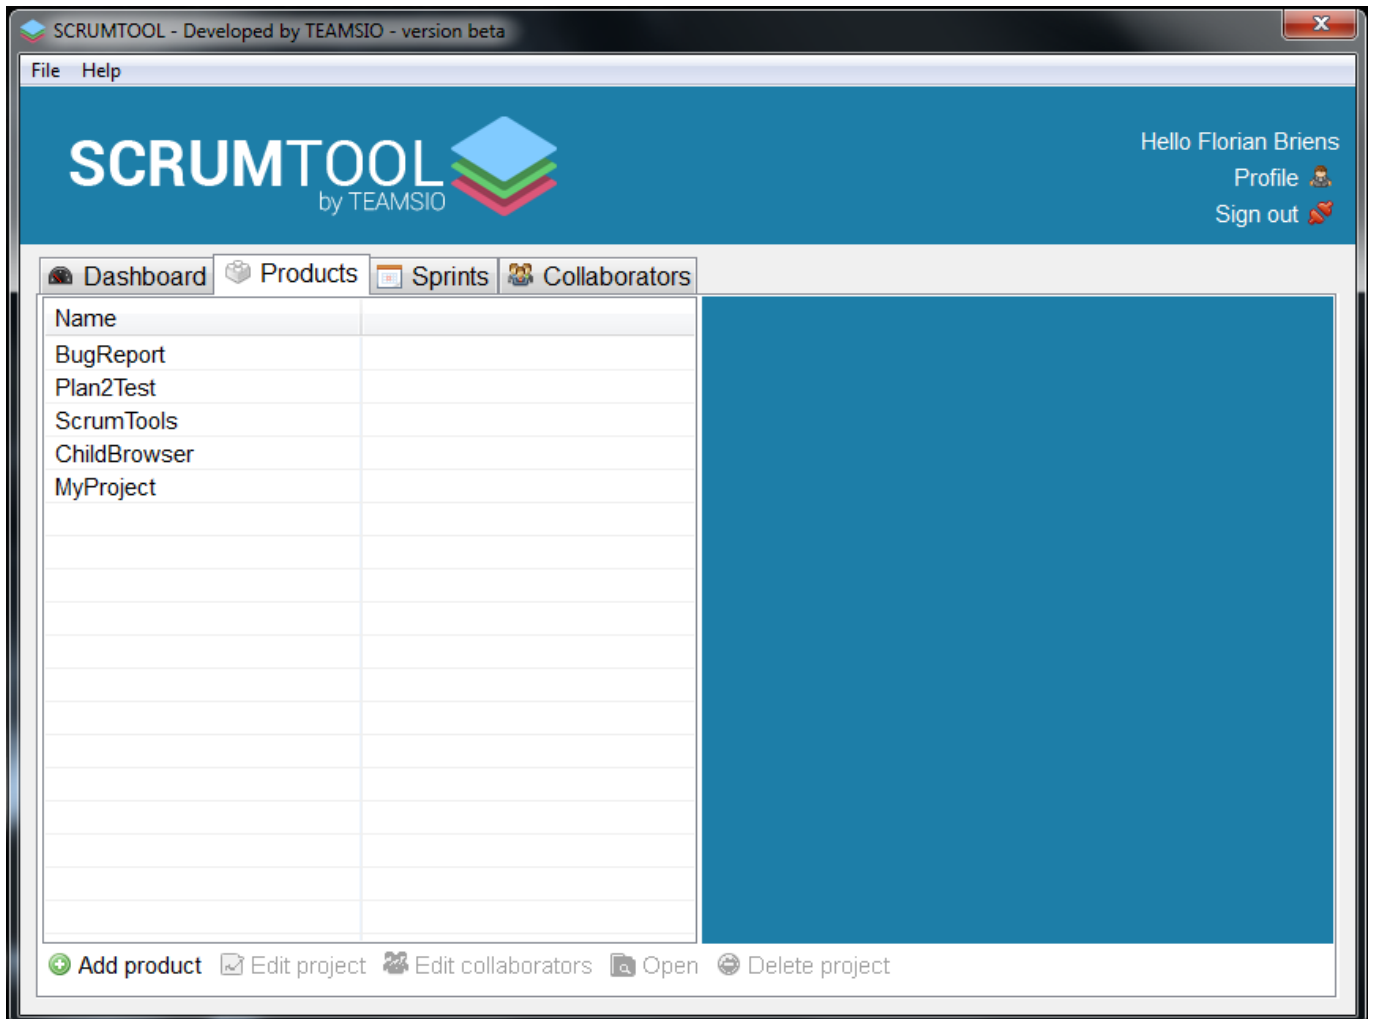 SCRUMTOOL - Developed by TEAMSIO - version beta
File Help
SCRUMTOOL
by TEAMSIO
Hello Florian Briens
Profile
Sign out
Dashboard Products Sprints Collaborators
Name
BugReport
Plan2Test
ScrumTools
ChildBrowser
MyProject
Add product Edit project Edit collaborators Open Delete project